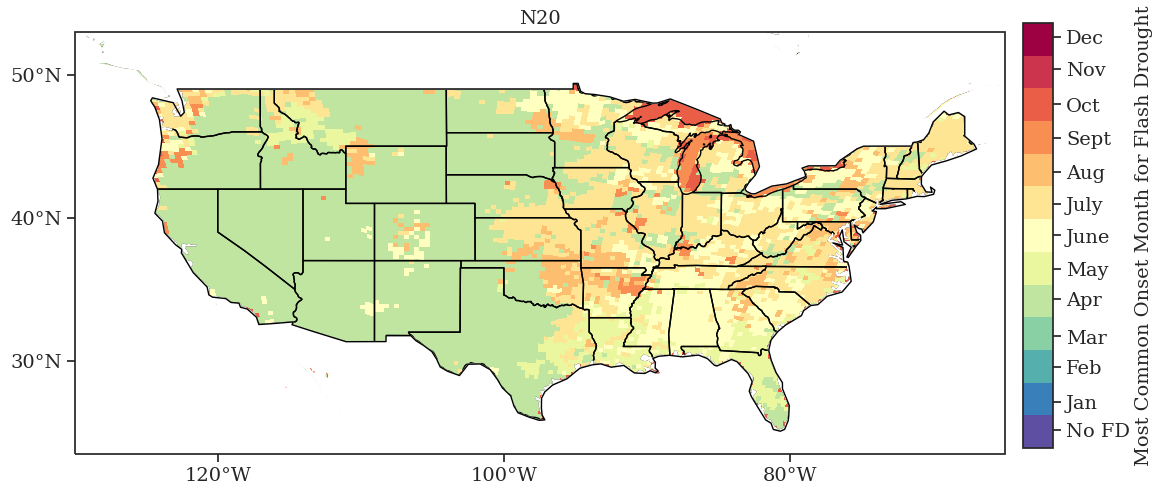 N20
50°N
40°N
30°N
120°W
100°W
80°W
Dec
Nov
Oct
Sept
Aug
July
June
May
Apr
Mar
Feb
Jan
No FD
Most Common Onset Month for Flash Drought